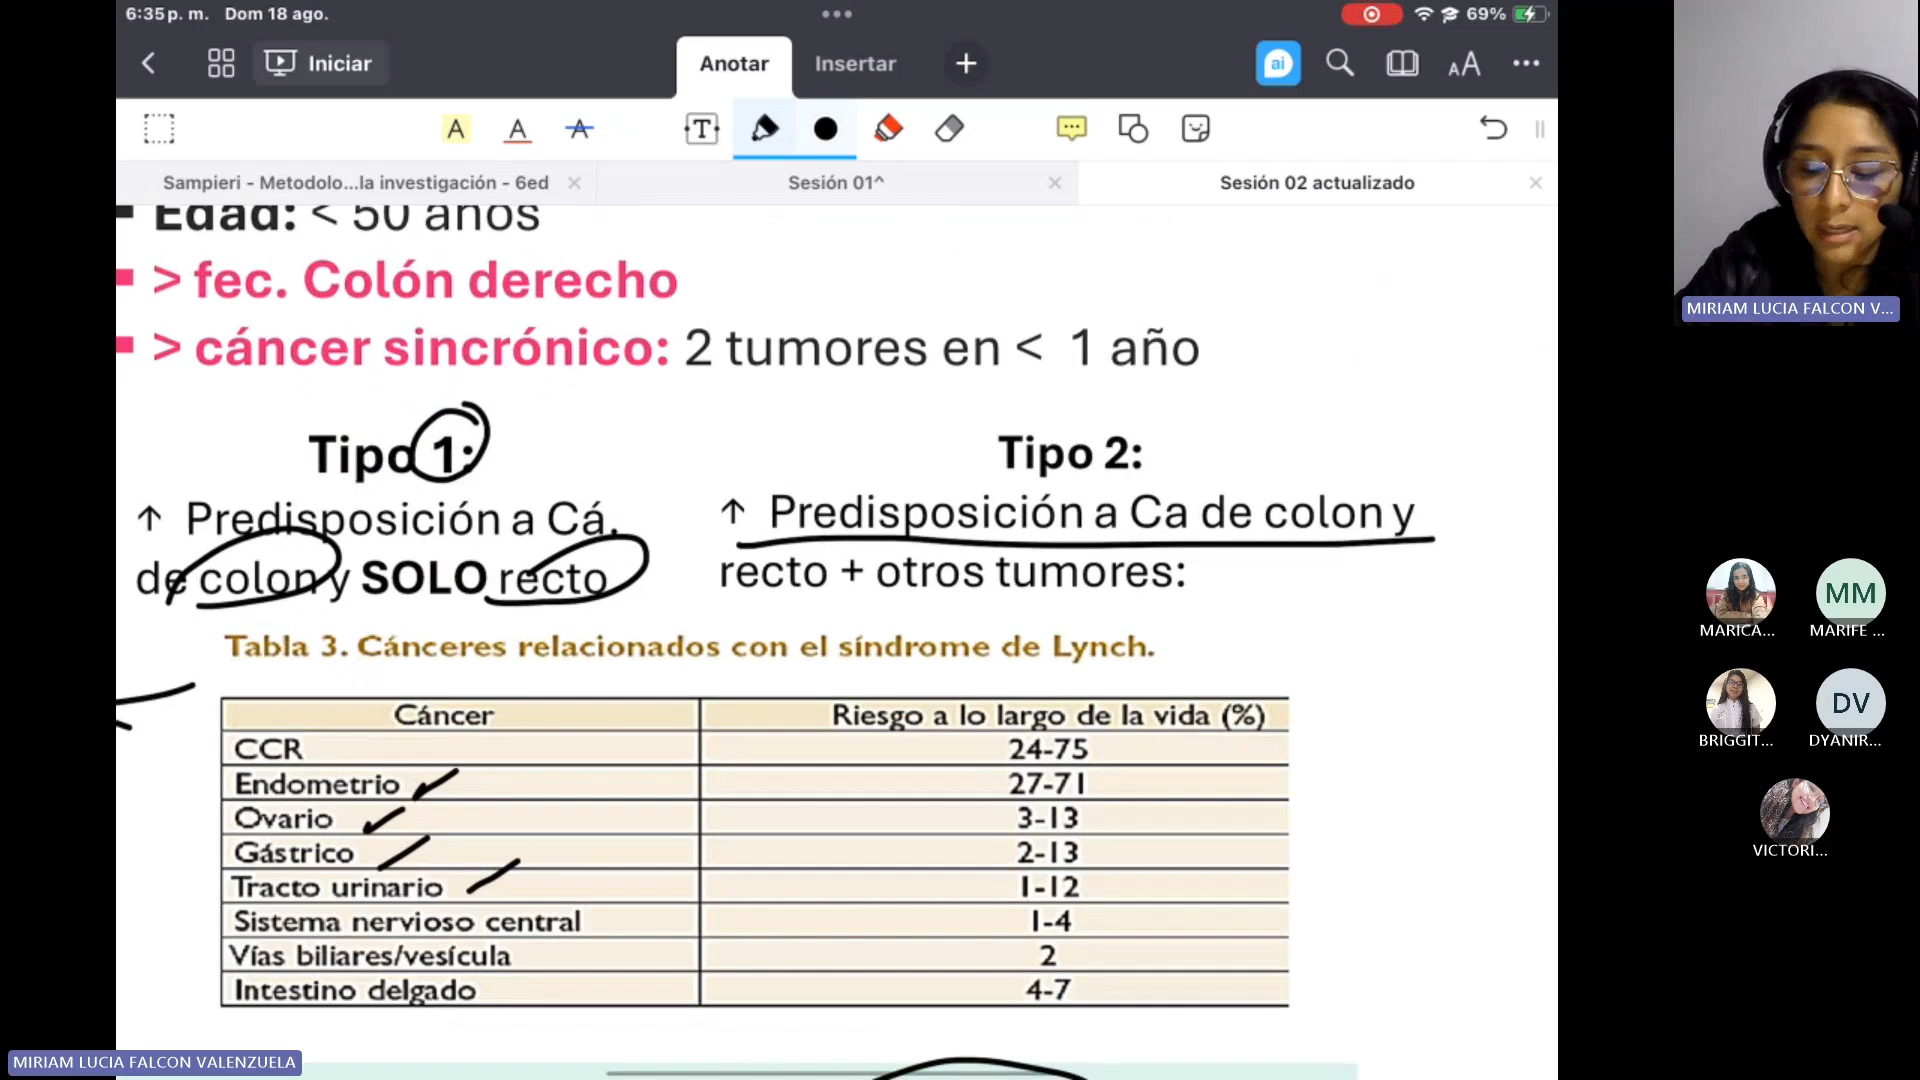 6:35 p. m. Dom 18 ago.
69%
Iniciar
Anotar
Insertar
ai
Sampieri - Metodolo...la investigación - 6ed
Sesión 01^
Sesión 02 actualizado
Edad: < 50 años
> fec. Colón derecho
> cáncer sincrónico: 2 tumores en < 1 año
Tipo 1:
↑ Predisposición a Cá.
de colon y SOLO recto
Tipo 2:
↑ Predisposición a Ca de colon y
recto + otros tumores:
Tabla 3. Cánceres relacionados con el síndrome de Lynch.
Cáncer Riesgo a lo largo de la vida (%)
CCR 24-75
Endometrio 27-71
Ovario 3-13
Gástrico 2-13
Tracto urinario 1-12
Sistema nervioso central 1-4
Vías biliares/vesícula 2
Intestino delgado 4-7
MIRIAM LUCIA FALCON VALENZUELA
MIRIAM LUCIA FALCON V...
MM
MARICA... MARIFE ...
DV
BRIGGIT... DYANIR...
VICTORI...